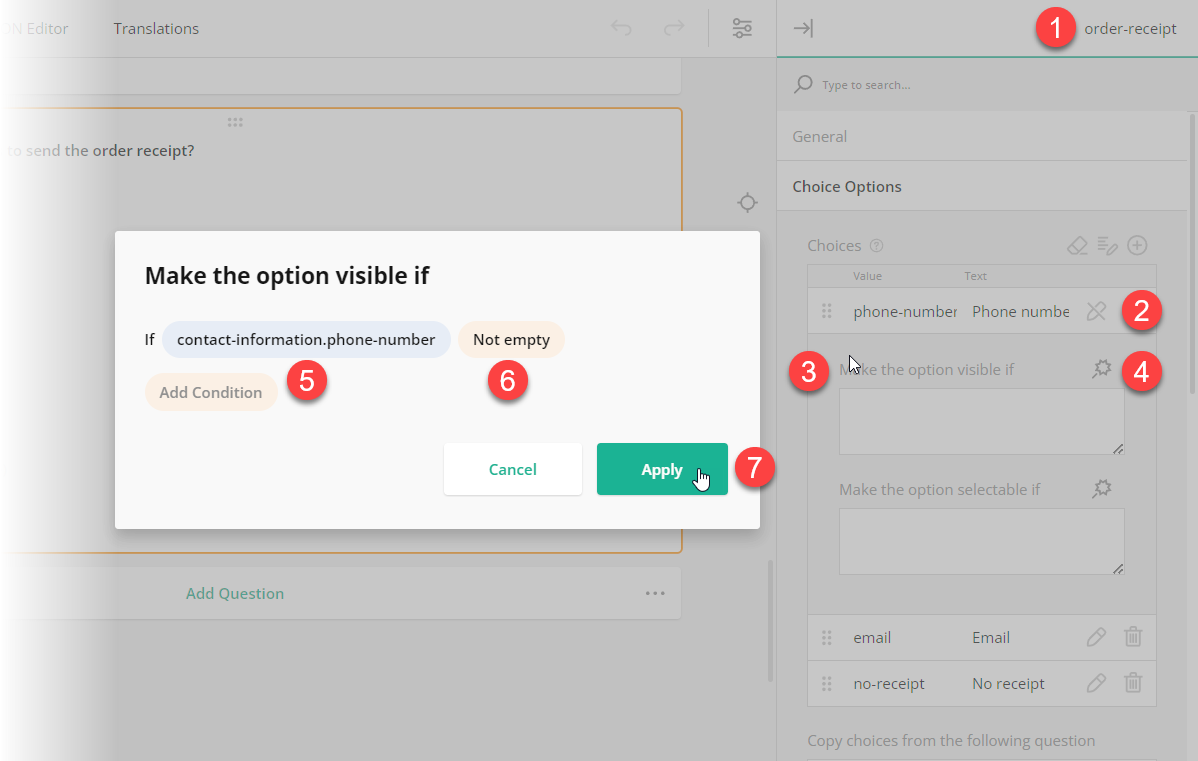 N Editor
Translations
1
order-receipt
Type to search...
General
to send the order receipt?
Choice Options
Choices
Value
Text
phone-number
Phone numbe
2
Make the option visible if
If
contact-information.phone-number
Not empty
Add Condition
5
6
3
Make the option visible if
4
Cancel
Apply
7
Make the option selectable if
Add Question
email
Email
no-receipt
No receipt
Copy choices from the following question